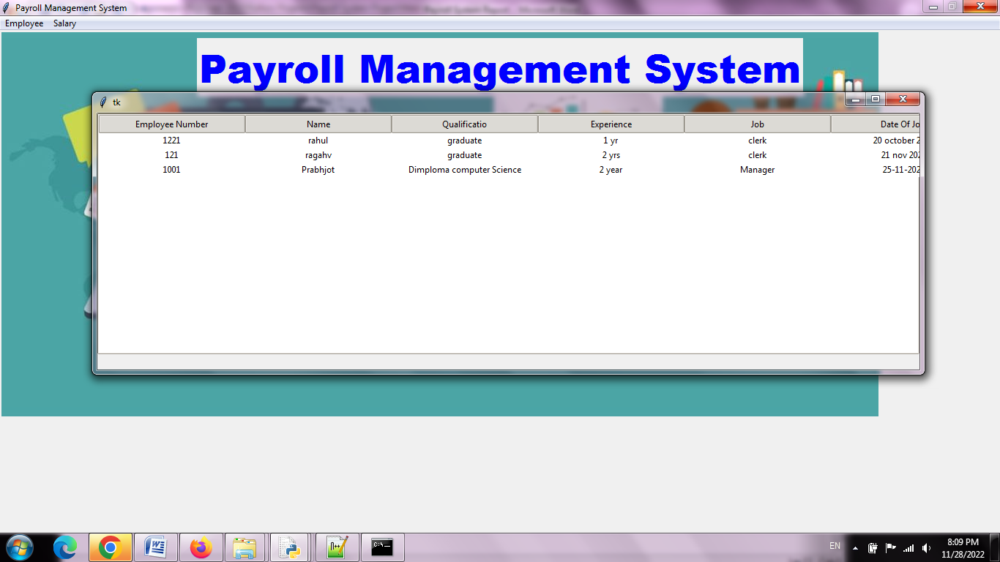 Payroll Management System
Employee Salary
Payroll Management System
tk
Employee Number Name Qualificatio Experience Job Date Of Jo
1221 rahul graduate 1 yr clerk 20 october 2
121 ragahv graduate 2 yrs clerk 21 nov 202
1001 Prabhjot Dimploma computer Science 2 year Manager 25-11-202
EN 8:09 PM
11/28/2022